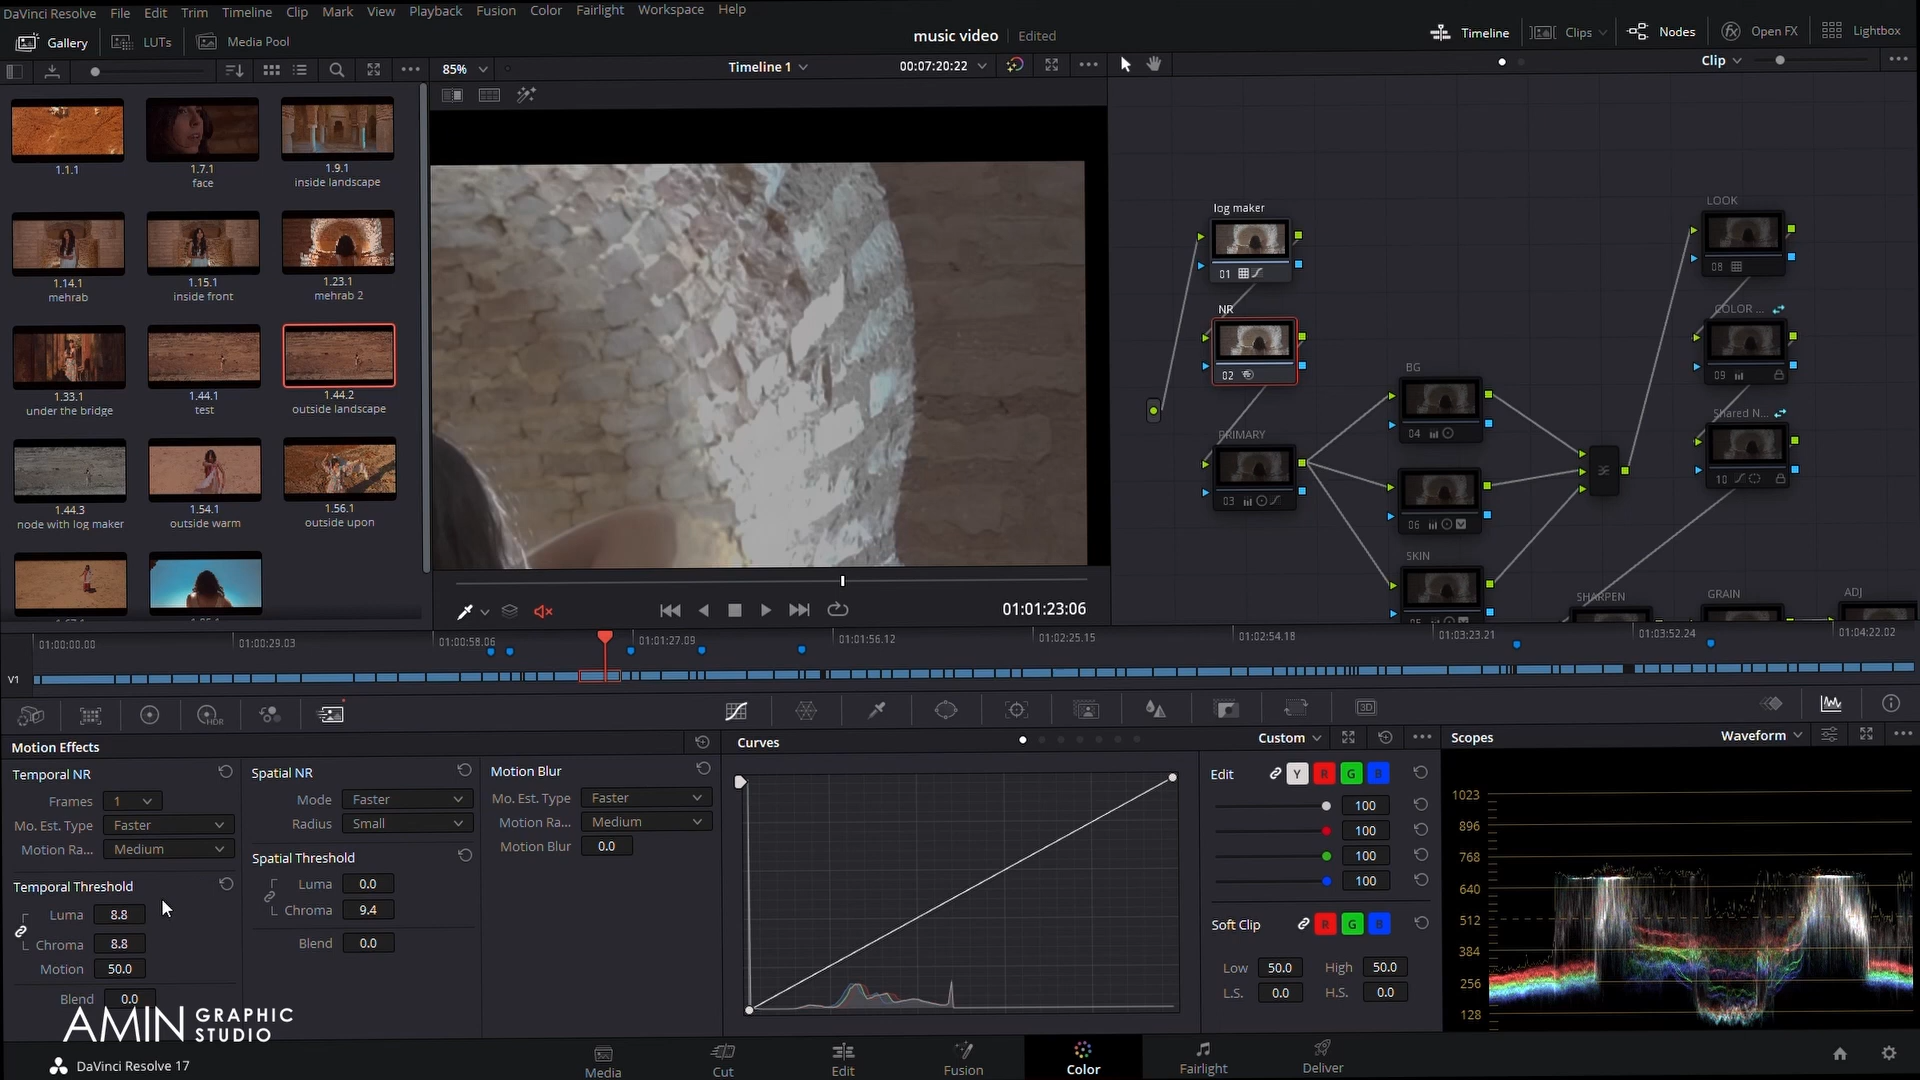 DaVinci Resolve File Edit Trim Timeline Clip Mark View Playback Fusion Color Fairlight Workspace Help
Gallery LUTs Media Pool
music video Edited
Timeline Clips Nodes Open FX Lightbox
85% Timeline 1 00:07:20:22 Clip
1.1.1
1.7.1
face
1.9.1
inside landscape
1.14.1
mehrab
1.15.1
inside front
1.23.1
mehrab 2
1.33.1
under the bridge
1.44.1
test
1.44.2
outside landscape
1.44.3
node with log maker
1.54.1
outside warm
1.56.1
outside upon
log maker
01
NR
02
PRIMARY
03
BG
04
06
SKIN
LOOK
08
COLOR ...
09
Shared N...
10
SHARPEN
GRAIN
ADJ
01:01:23:06
01:00:00.00 01:00:29.03 01:00:58.06 01:01:27.09 01:01:56.12 01:02:25.15 01:02:54.18 01:03:23.21 01:03:52.24 01:04:22.02
V1
HDR
3D
Motion Effects
Temporal NR
Frames 1
Mo. Est. Type Faster
Motion Ra... Medium
Temporal Threshold
Luma 8.8
Chroma 8.8
Motion 50.0
Blend 0.0
Spatial NR
Mode Faster
Radius Small
Spatial Threshold
Luma 0.0
Chroma 9.4
Blend 0.0
Motion Blur
Mo. Est. Type Faster
Motion Ra... Medium
Motion Blur 0.0
Curves Custom
Edit Y R G B
100
100
100
100
Soft Clip R G B
Low 50.0 High 50.0
L.S. 0.0 H.S. 0.0
Scopes Waveform
1023
896
768
640
512
384
256
128
AMIN GRAPHIC STUDIO
DaVinci Resolve 17
Media Cut Edit Fusion Color Fairlight Deliver